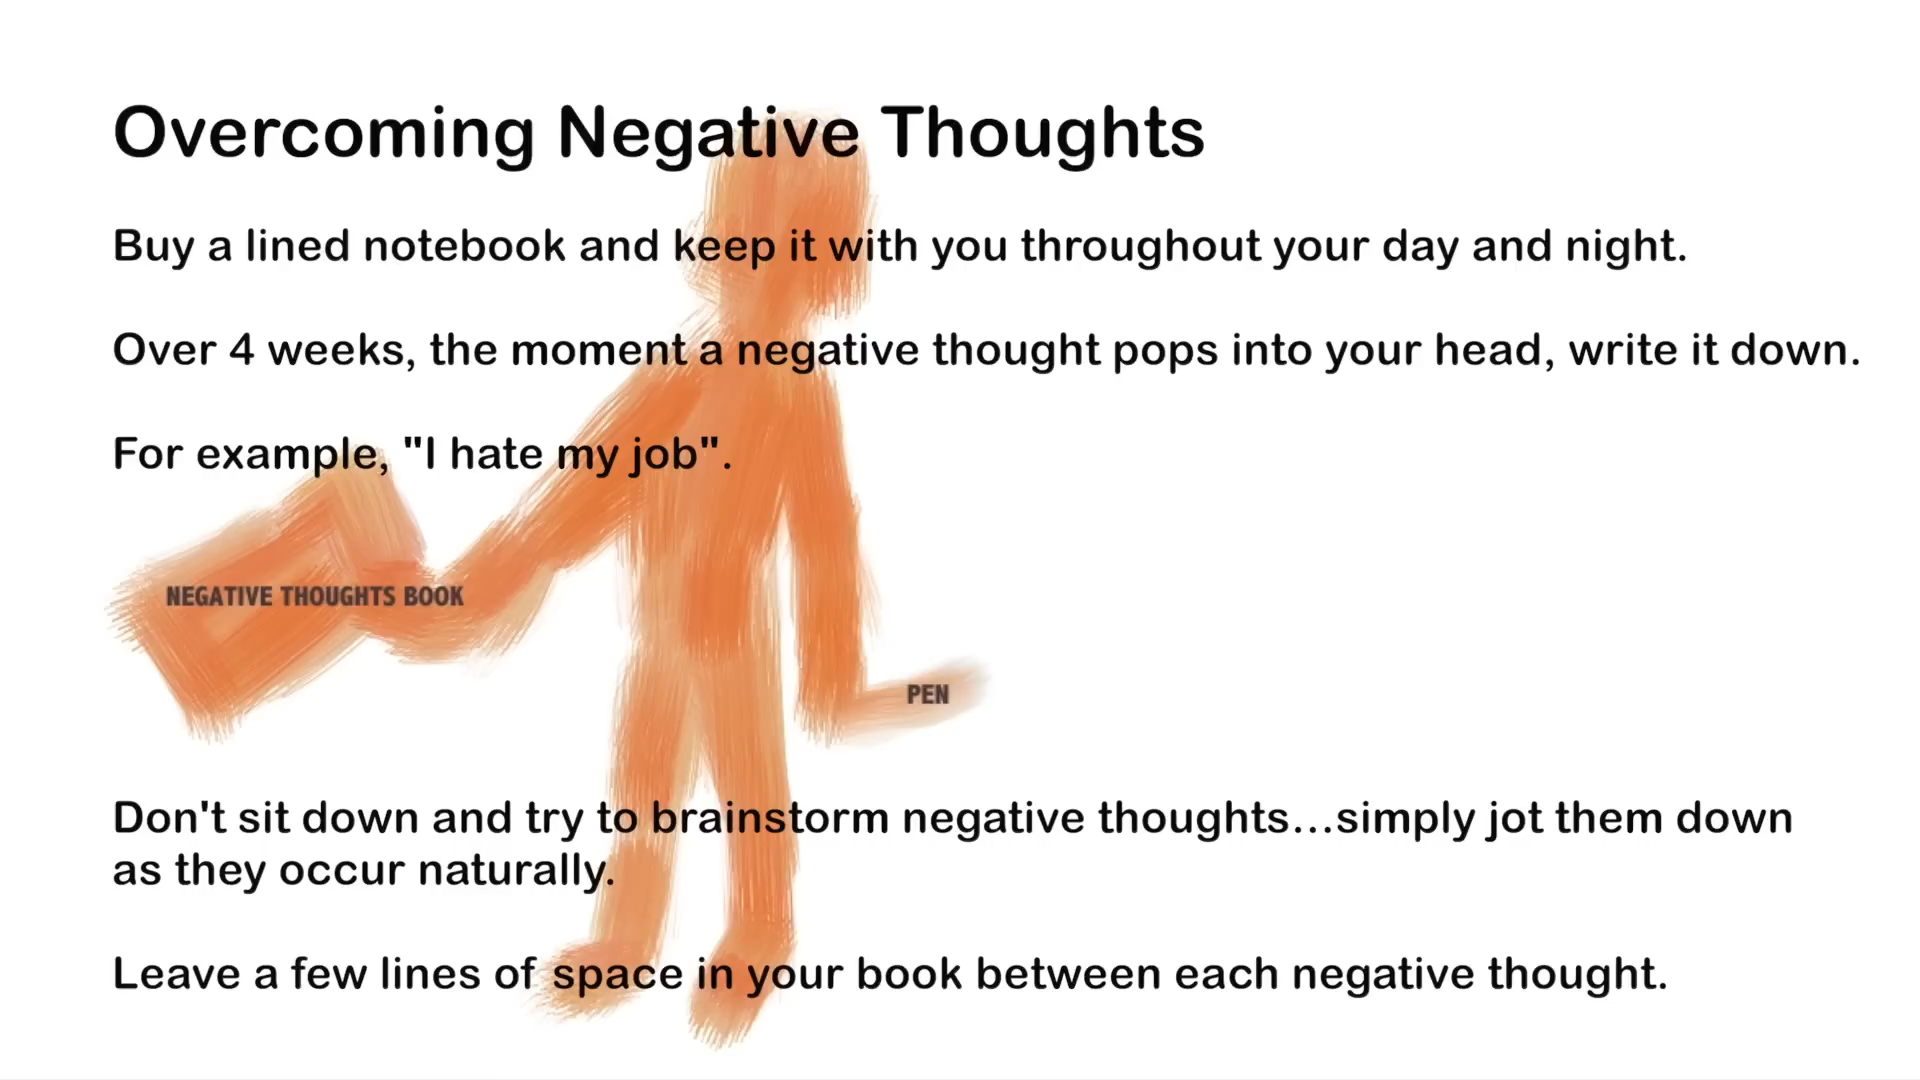 Overcoming Negative Thoughts
Buy a lined notebook and keep it with you throughout your day and night.
Over 4 weeks, the moment a negative thought pops into your head, write it down.
For example, "I hate my job".
NEGATIVE THOUGHTS BOOK
PEN
Don't sit down and try to brainstorm negative thoughts...simply jot them down
as they occur naturally.
Leave a few lines of space in your book between each negative thought.